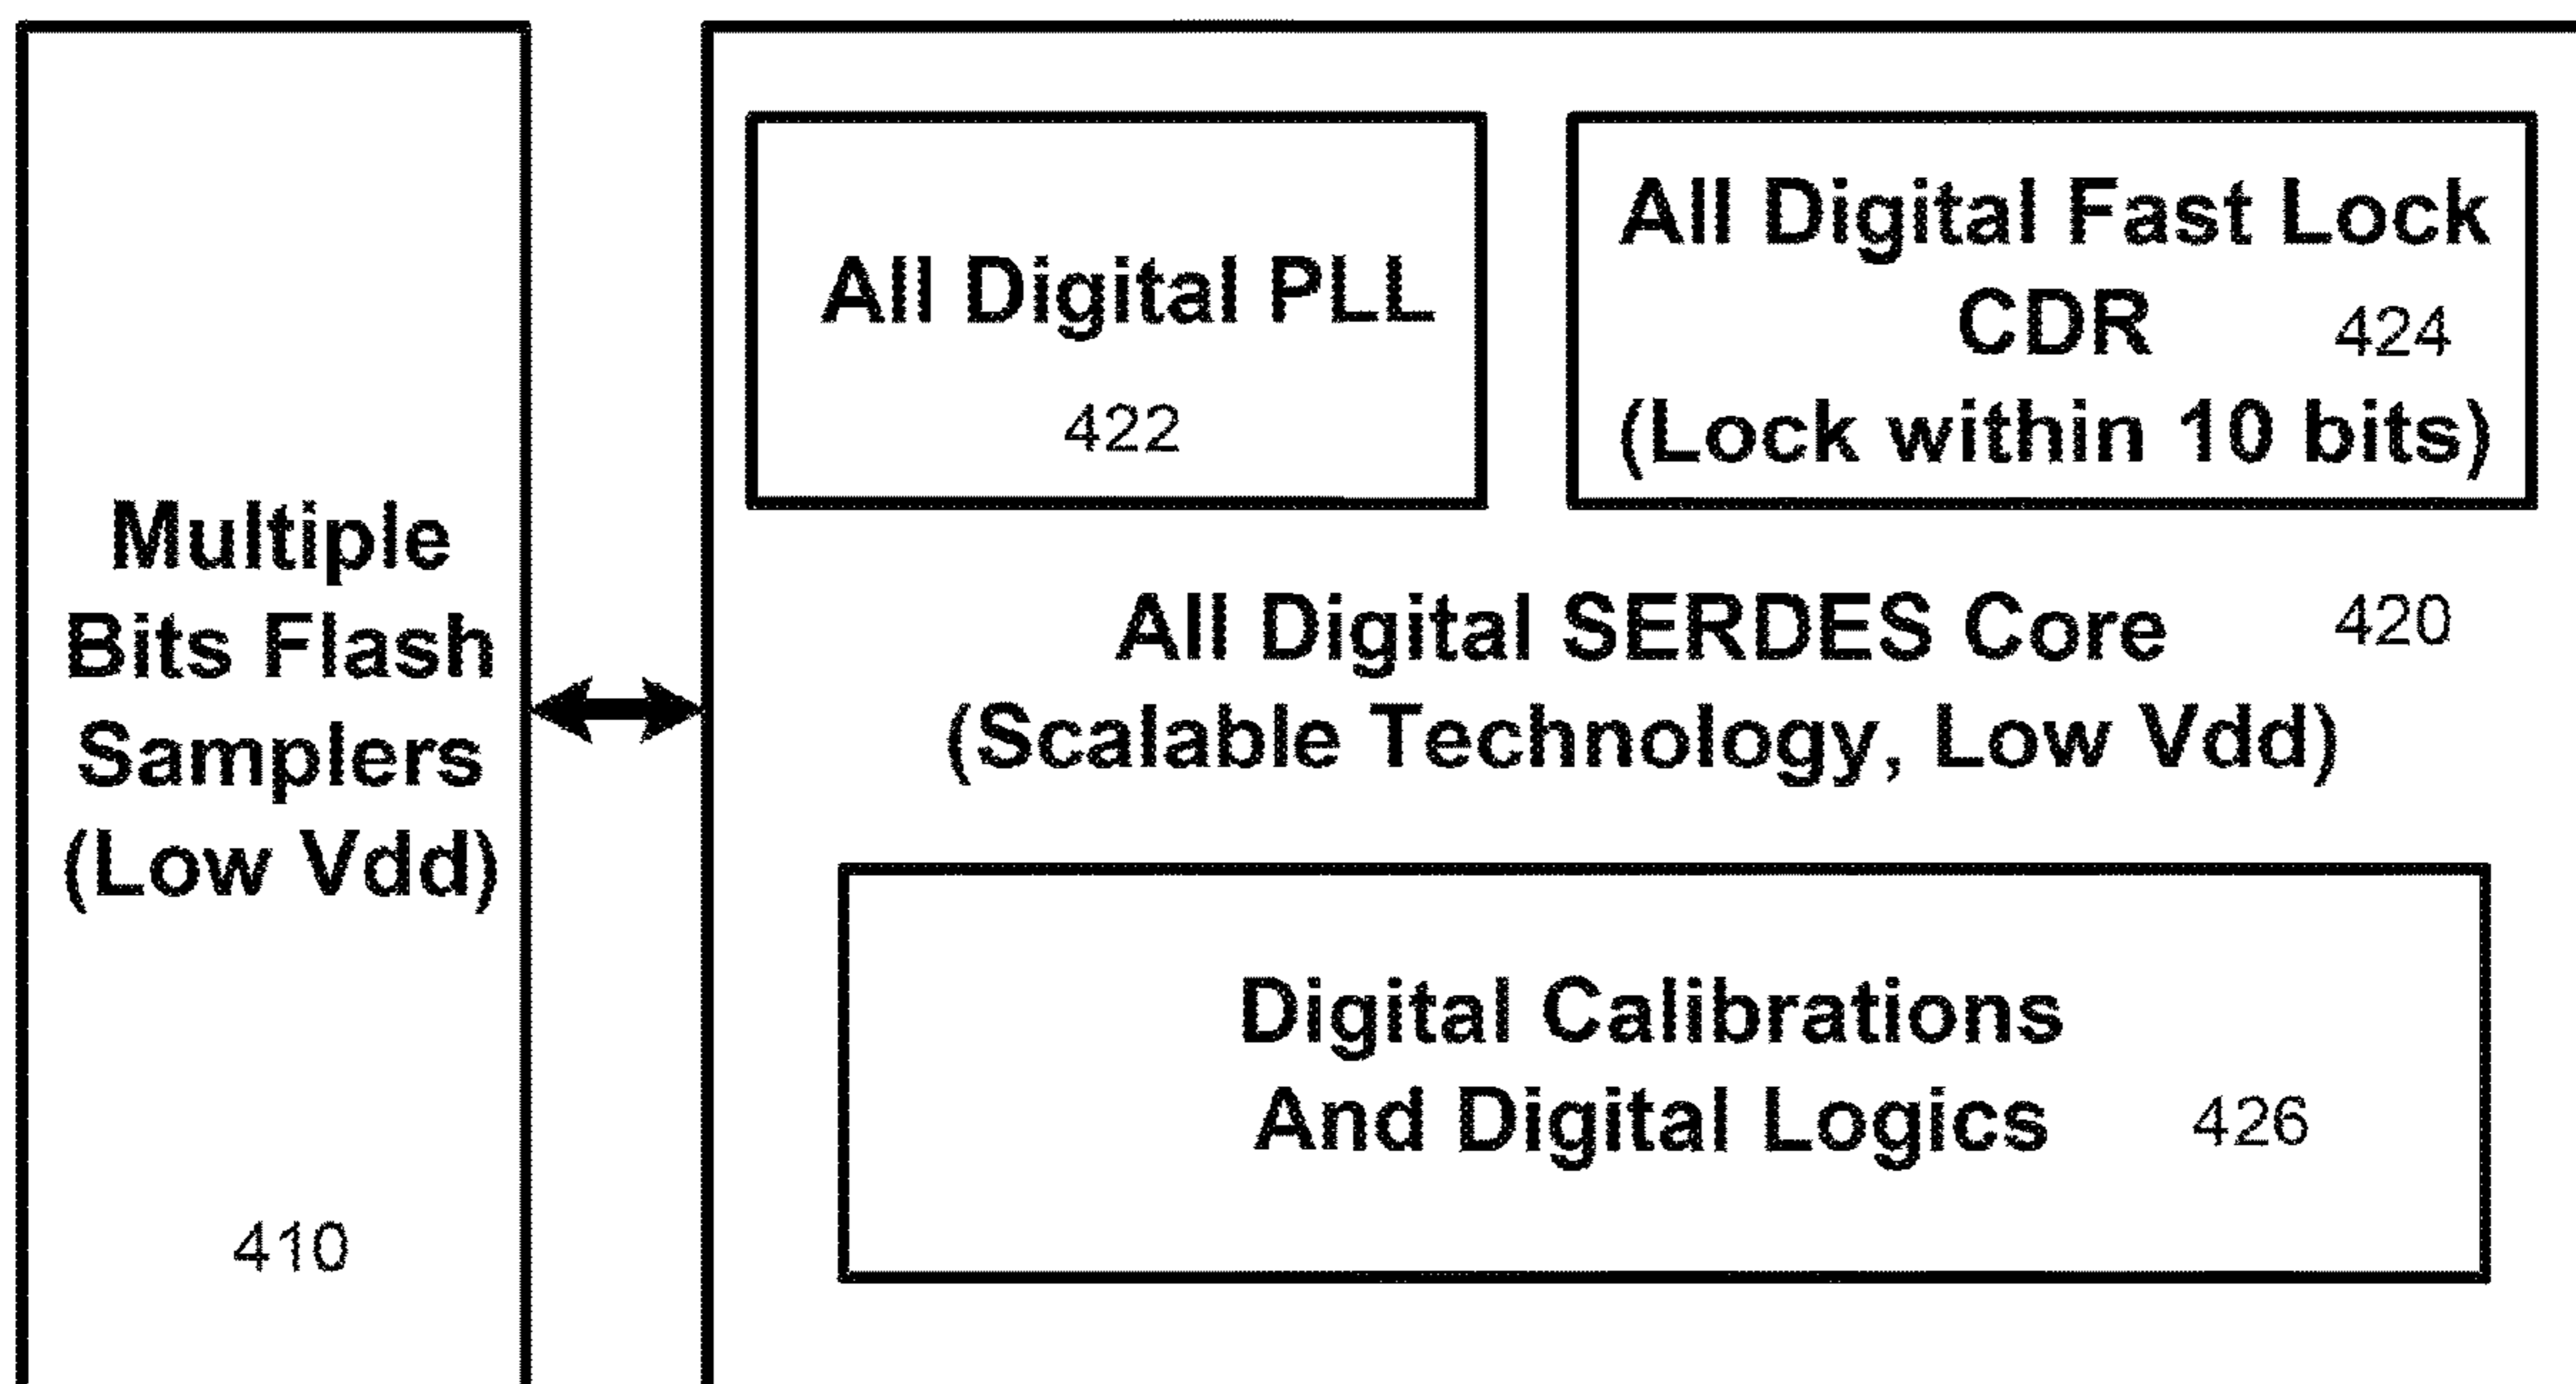 Multiple
Bits Flash
Samplers
(Low Vdd)
410
All Digital PLL
422
All Digital Fast Lock
CDR 424
(Lock within 10 bits)
All Digital SERDES Core 420
(Scalable Technology, Low Vdd)
Digital Calibrations
And Digital Logics 426